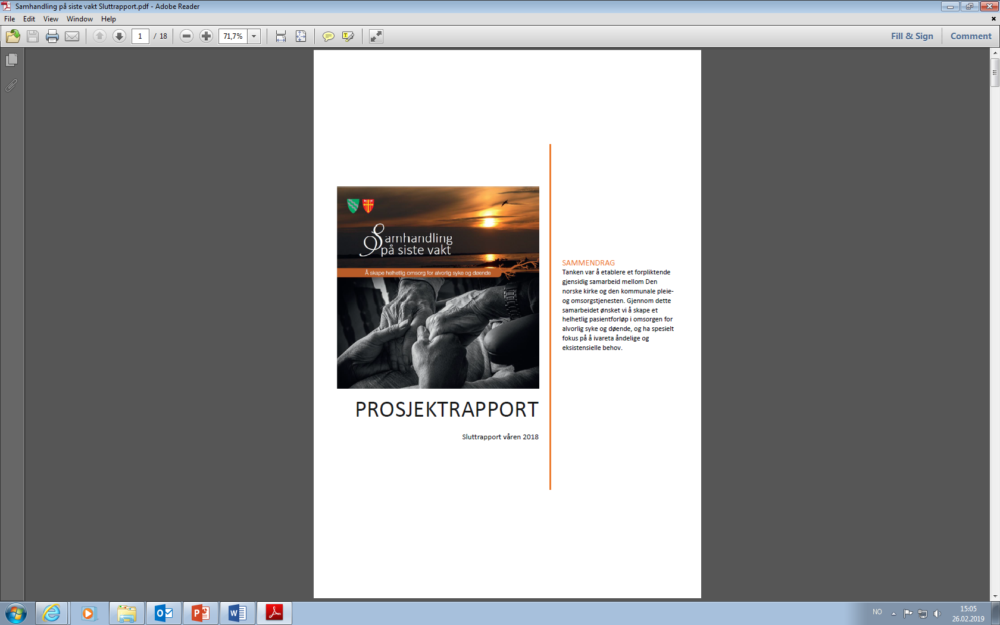 Samhandling på siste vakt Sluttrapport.pdf - Adobe Reader
File Edit View Window Help
1 / 18 71,7% Fill & Sign Comment
Samhandling
på siste vakt
Å skape helhetlig omsorg for alvorlig syke og døende
PROSJEKTRAPPORT
Sluttrapport våren 2018
SAMMENDRAG
Tanken var å etablere et forpliktende
gjensidig samarbeid mellom Den
norske kirke og den kommunale pleie-
og omsorgstjenesten. Gjennom dette
samarbeidet ønsket vi å skape et
helhetlig pasientforløp i omsorgen for
alvorlig syke og døende, og ha spesielt
fokus på å ivareta åndelige og
eksistensielle behov.
NO
15:05
26.02.2019